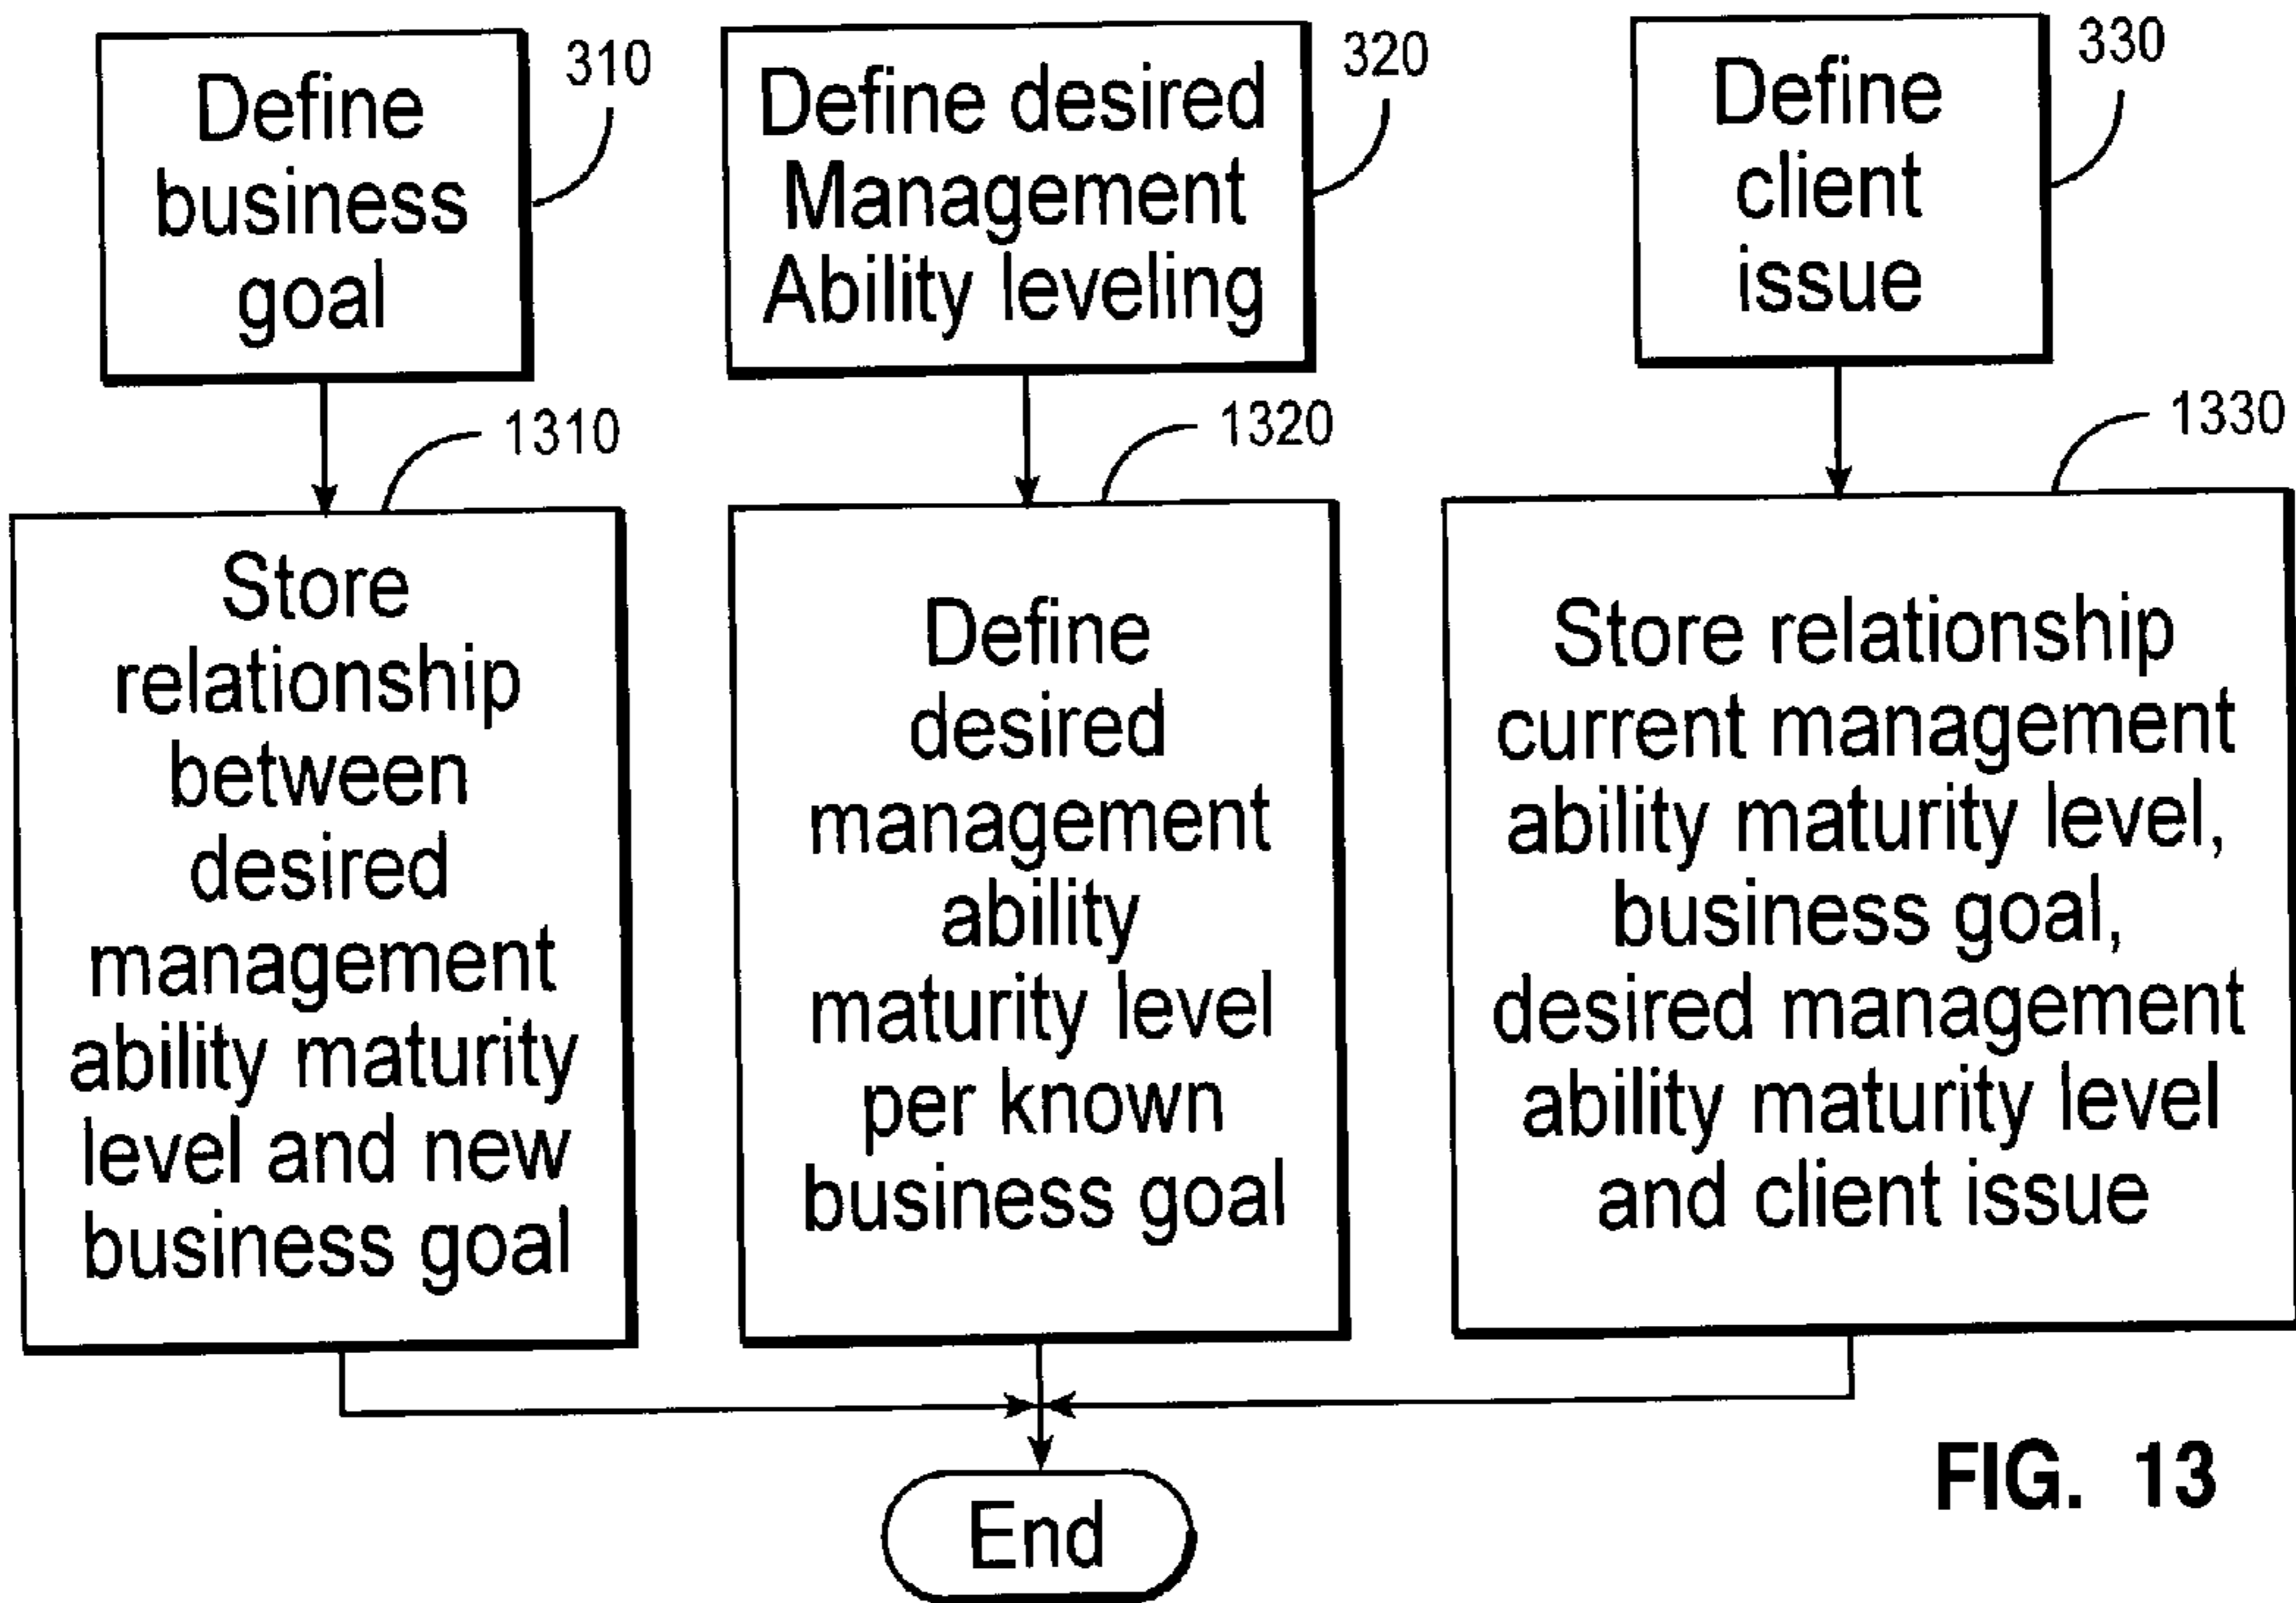 310
Define
business
goal
320
Define desired
Management
Ability leveling
330
Define
client
issue
1310
Store
relationship
between
desired
management
ability maturity
level and new
business goal
1320
Define
desired
management
ability
maturity level
per known
business goal
1330
Store relationship
current management
ability maturity level,
business goal,
desired management
ability maturity level
and client issue
End
FIG. 13